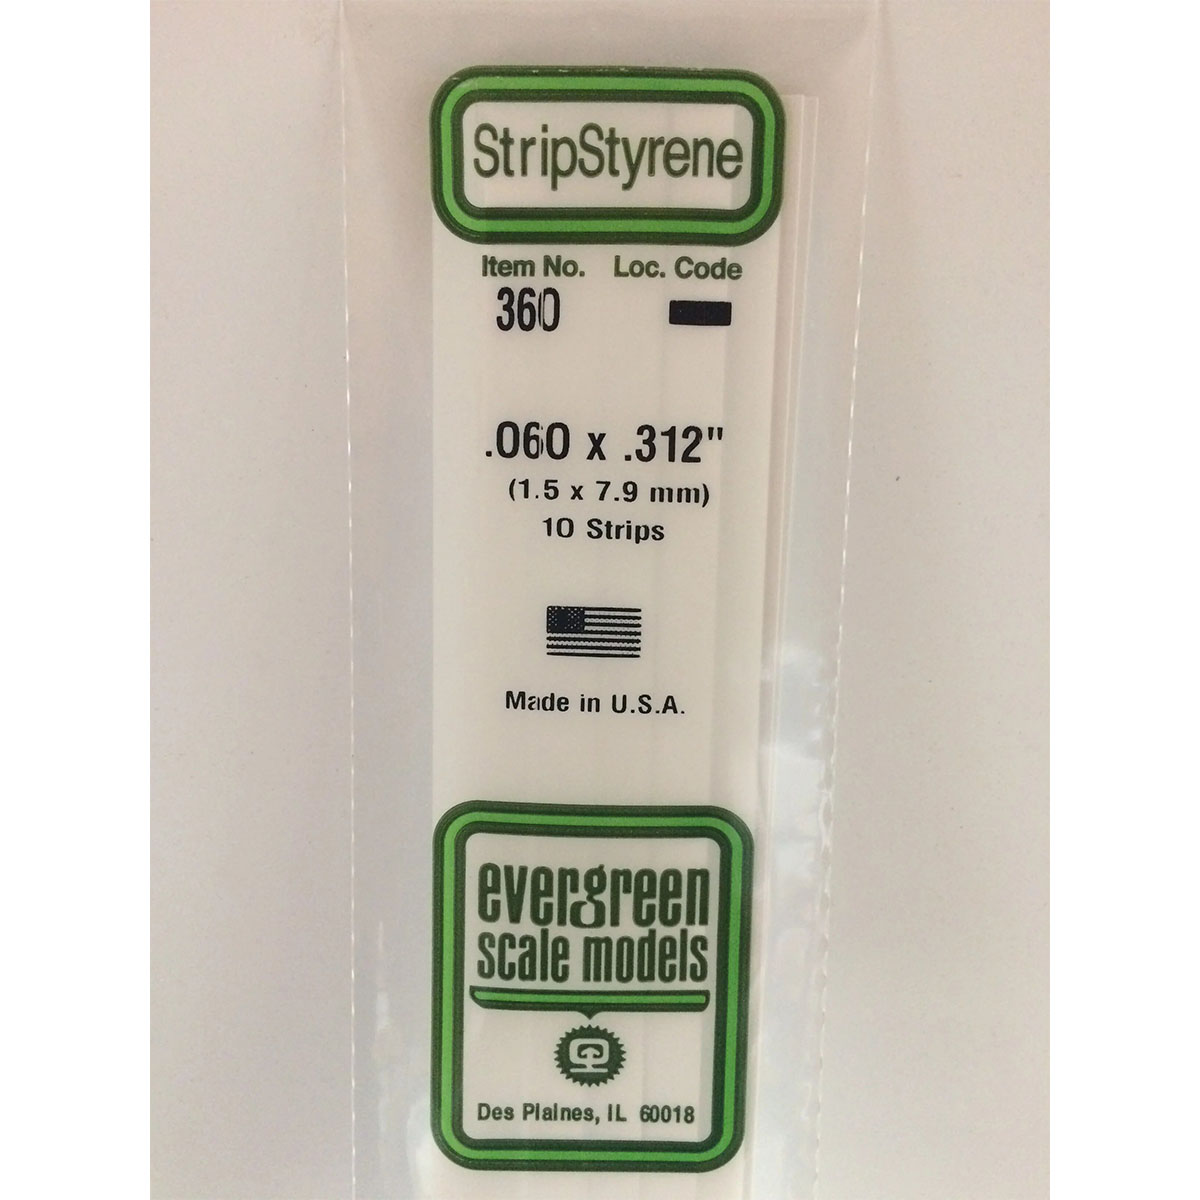 StripStyrene
Item No. Loc. Code
360
.060 x .312"
(1.5 x 7.9 mm)
10 Strips
Made in U.S.A.
evergreen
scale models
Des Plaines, IL 60018